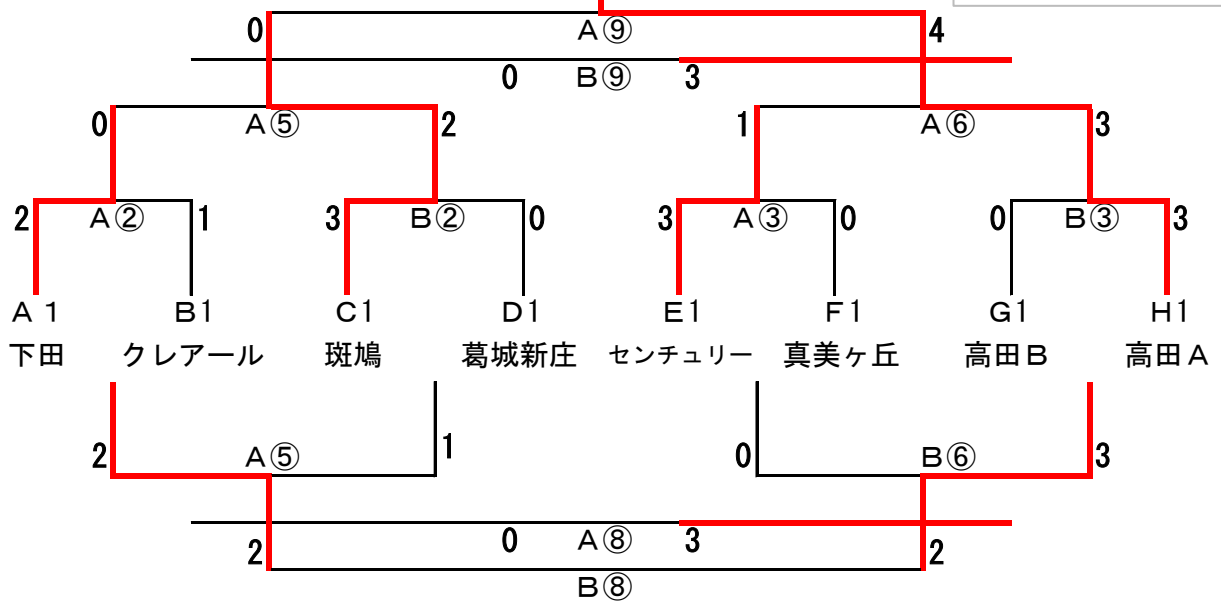 0 A⑨ 4
0 B⑨ 3
0 A⑤ 2 1 A⑥ 3
2 A② 1 3 B② 0 3 A③ 0 0 B③ 3
A1 B1 C1 D1 E1 F1 G1 H1
下田 クレアール 斑鳩 葛城新庄 センチュリー 真美ヶ丘 高田B 高田A
2 A⑤ 1 0 B⑥ 3
0 A⑧ 3
2 B⑧ 2